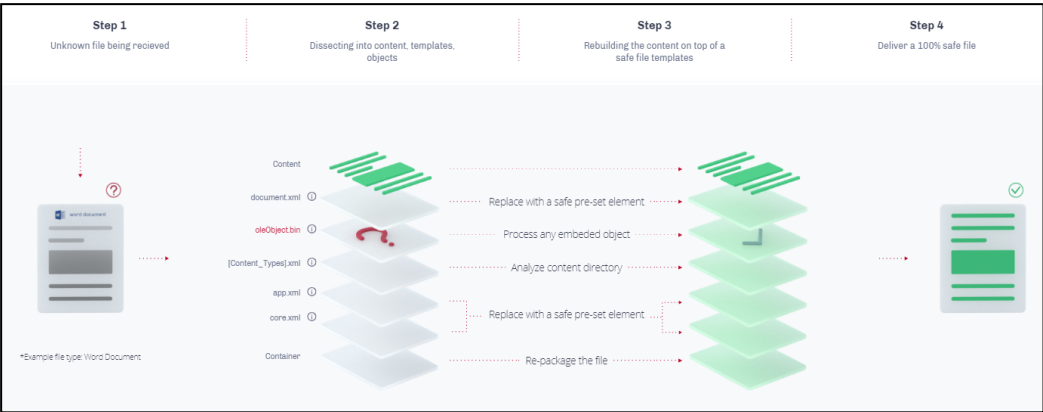 Step 1
Unknown file being recieved
Step 2
Dissecting into content, templates,
objects
Step 3
Rebuilding the content on top of a
safe file templates
Step 4
Deliver a 100% safe file
Content
document.xml
Replace with a safe pre-set element
word document
oleObject.bin
Process any embeded object
[Content_Types].xml
Analyze content directory
app.xml
core.xml
Replace with a safe pre-set element
Container
Re-package the file
*Example file type: Word Document